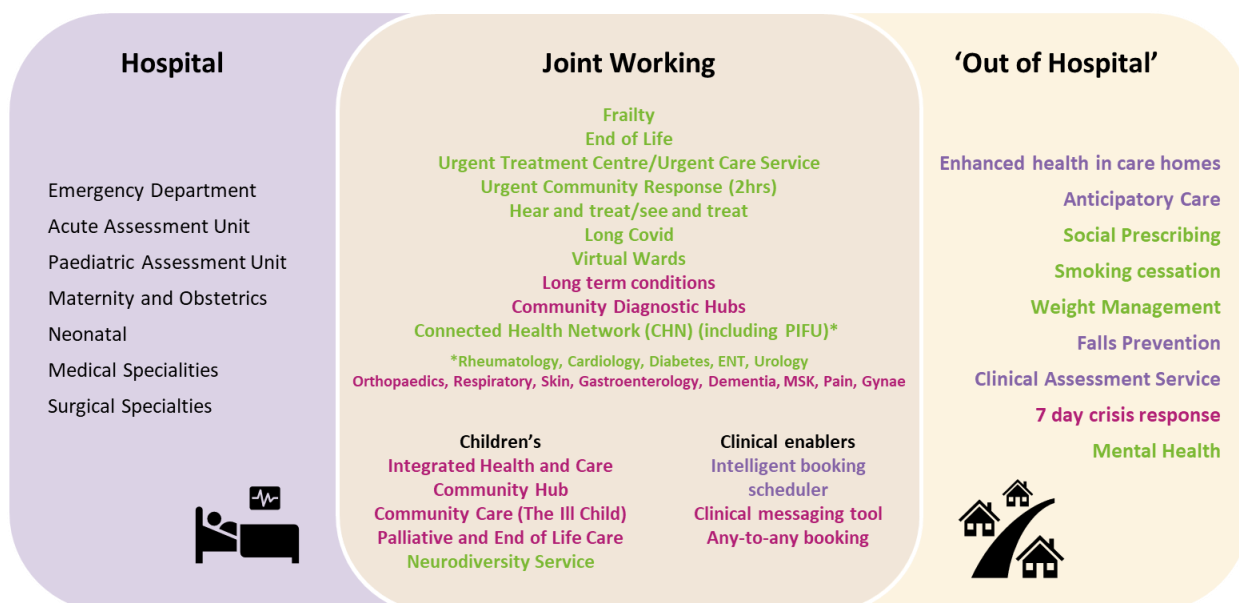 Hospital
Emergency Department
Acute Assessment Unit
Paediatric Assessment Unit
Maternity and Obstetrics
Neonatal
Medical Specialities
Surgical Specialties
Joint Working
Frailty
End of Life
Urgent Treatment Centre/Urgent Care Service
Urgent Community Response (2hrs)
Hear and treat/see and treat
Long Covid
Virtual Wards
Long term conditions
Community Diagnostic Hubs
Connected Health Network (CHN) (including PIFU)*
*Rheumatology, Cardiology, Diabetes, ENT, Urology
Orthopaedics, Respiratory, Skin, Gastroenterology, Dementia, MSK, Pain, Gynae
Children's
Integrated Health and Care
Community Hub
Community Care (The Ill Child)
Palliative and End of Life Care
Neurodiversity Service
Clinical enablers
Intelligent booking
scheduler
Clinical messaging tool
Any-to-any booking
‘Out of Hospital’
Enhanced health in care homes
Anticipatory Care
Social Prescribing
Smoking cessation
Weight Management
Falls Prevention
Clinical Assessment Service
7 day crisis response
Mental Health